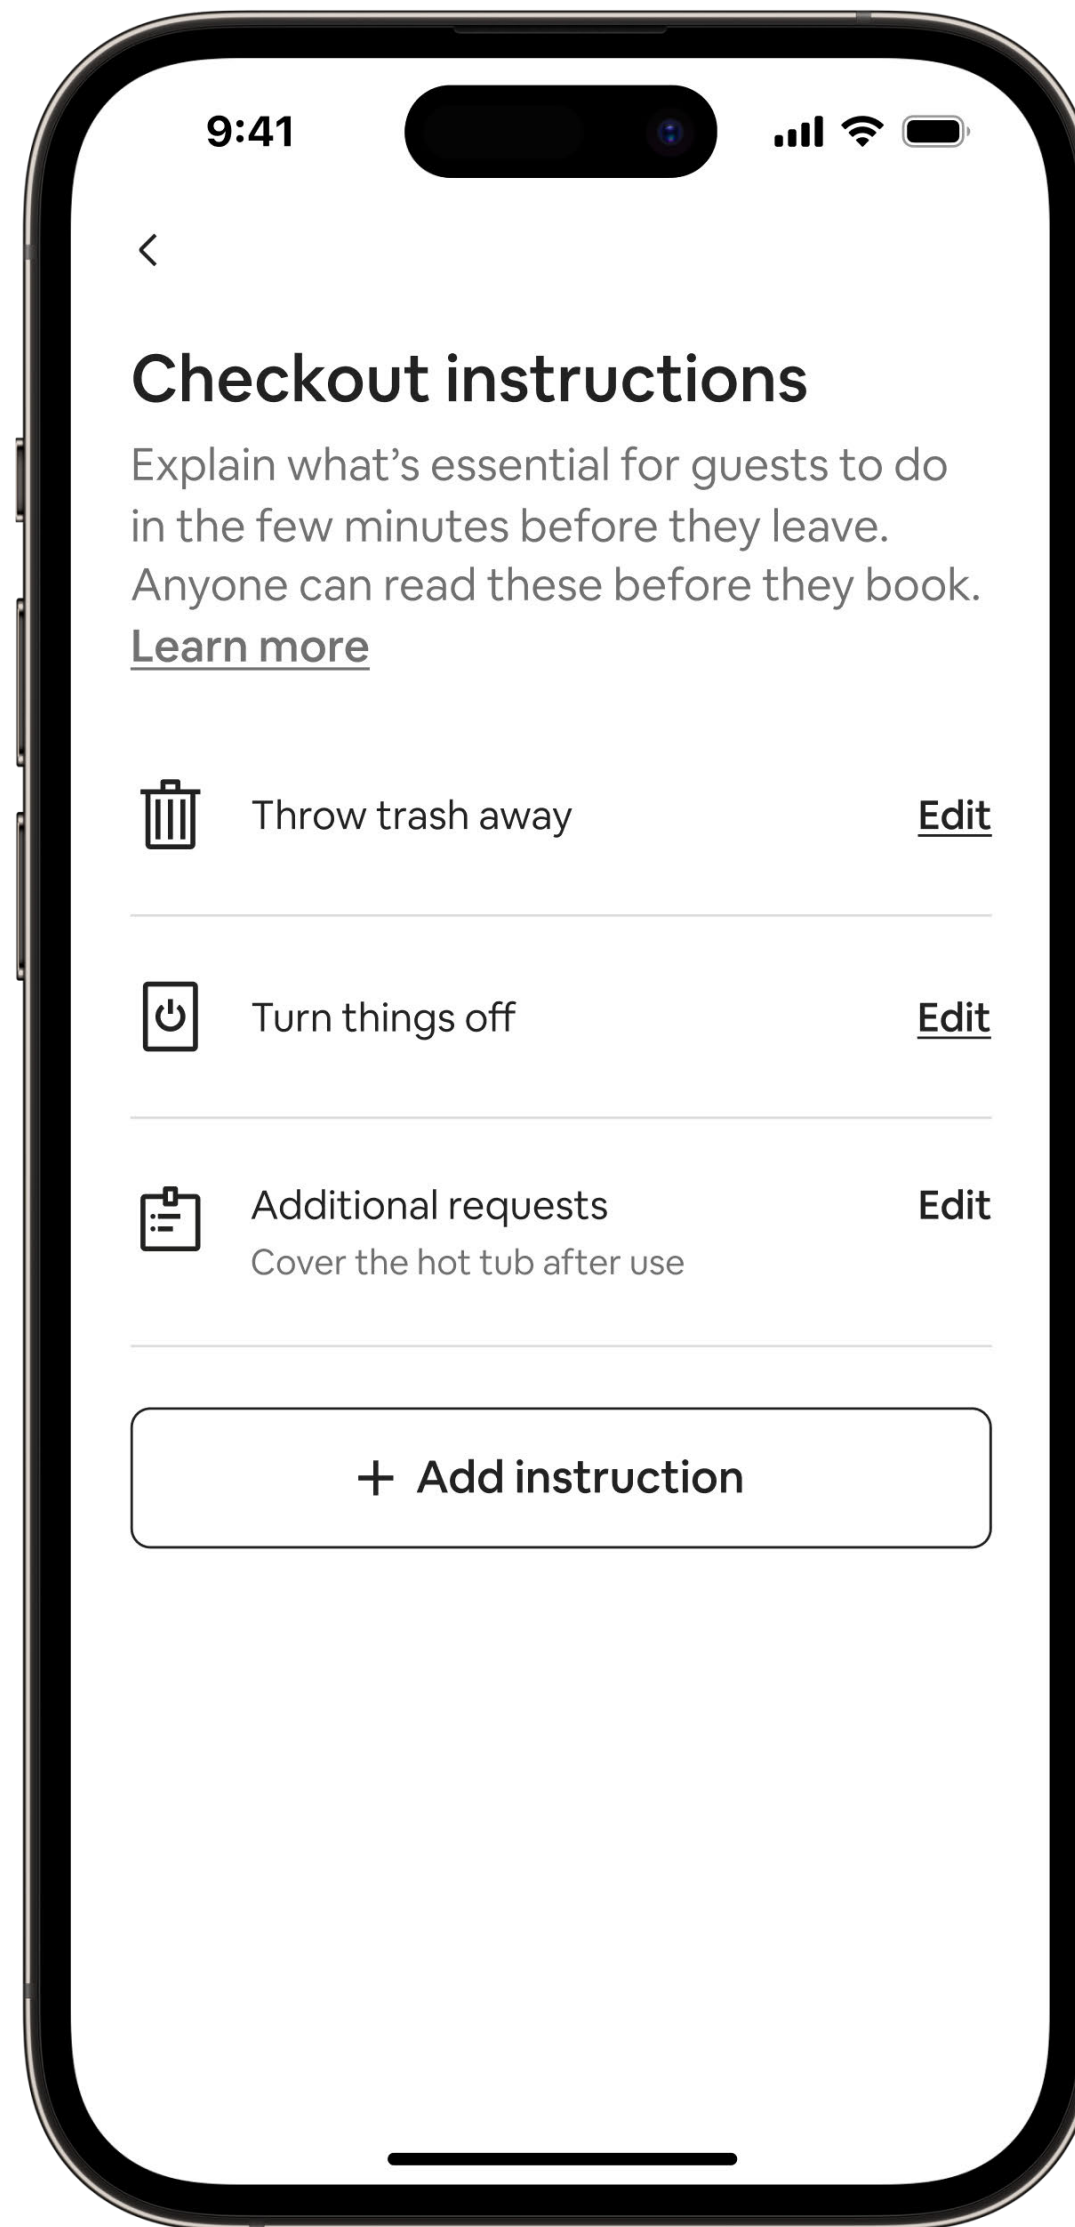 9:41
Checkout instructions
Explain what’s essential for guests to do
in the few minutes before they leave.
Anyone can read these before they book.
Learn more
Throw trash away Edit
Turn things off Edit
Additional requests Edit
Cover the hot tub after use
+ Add instruction